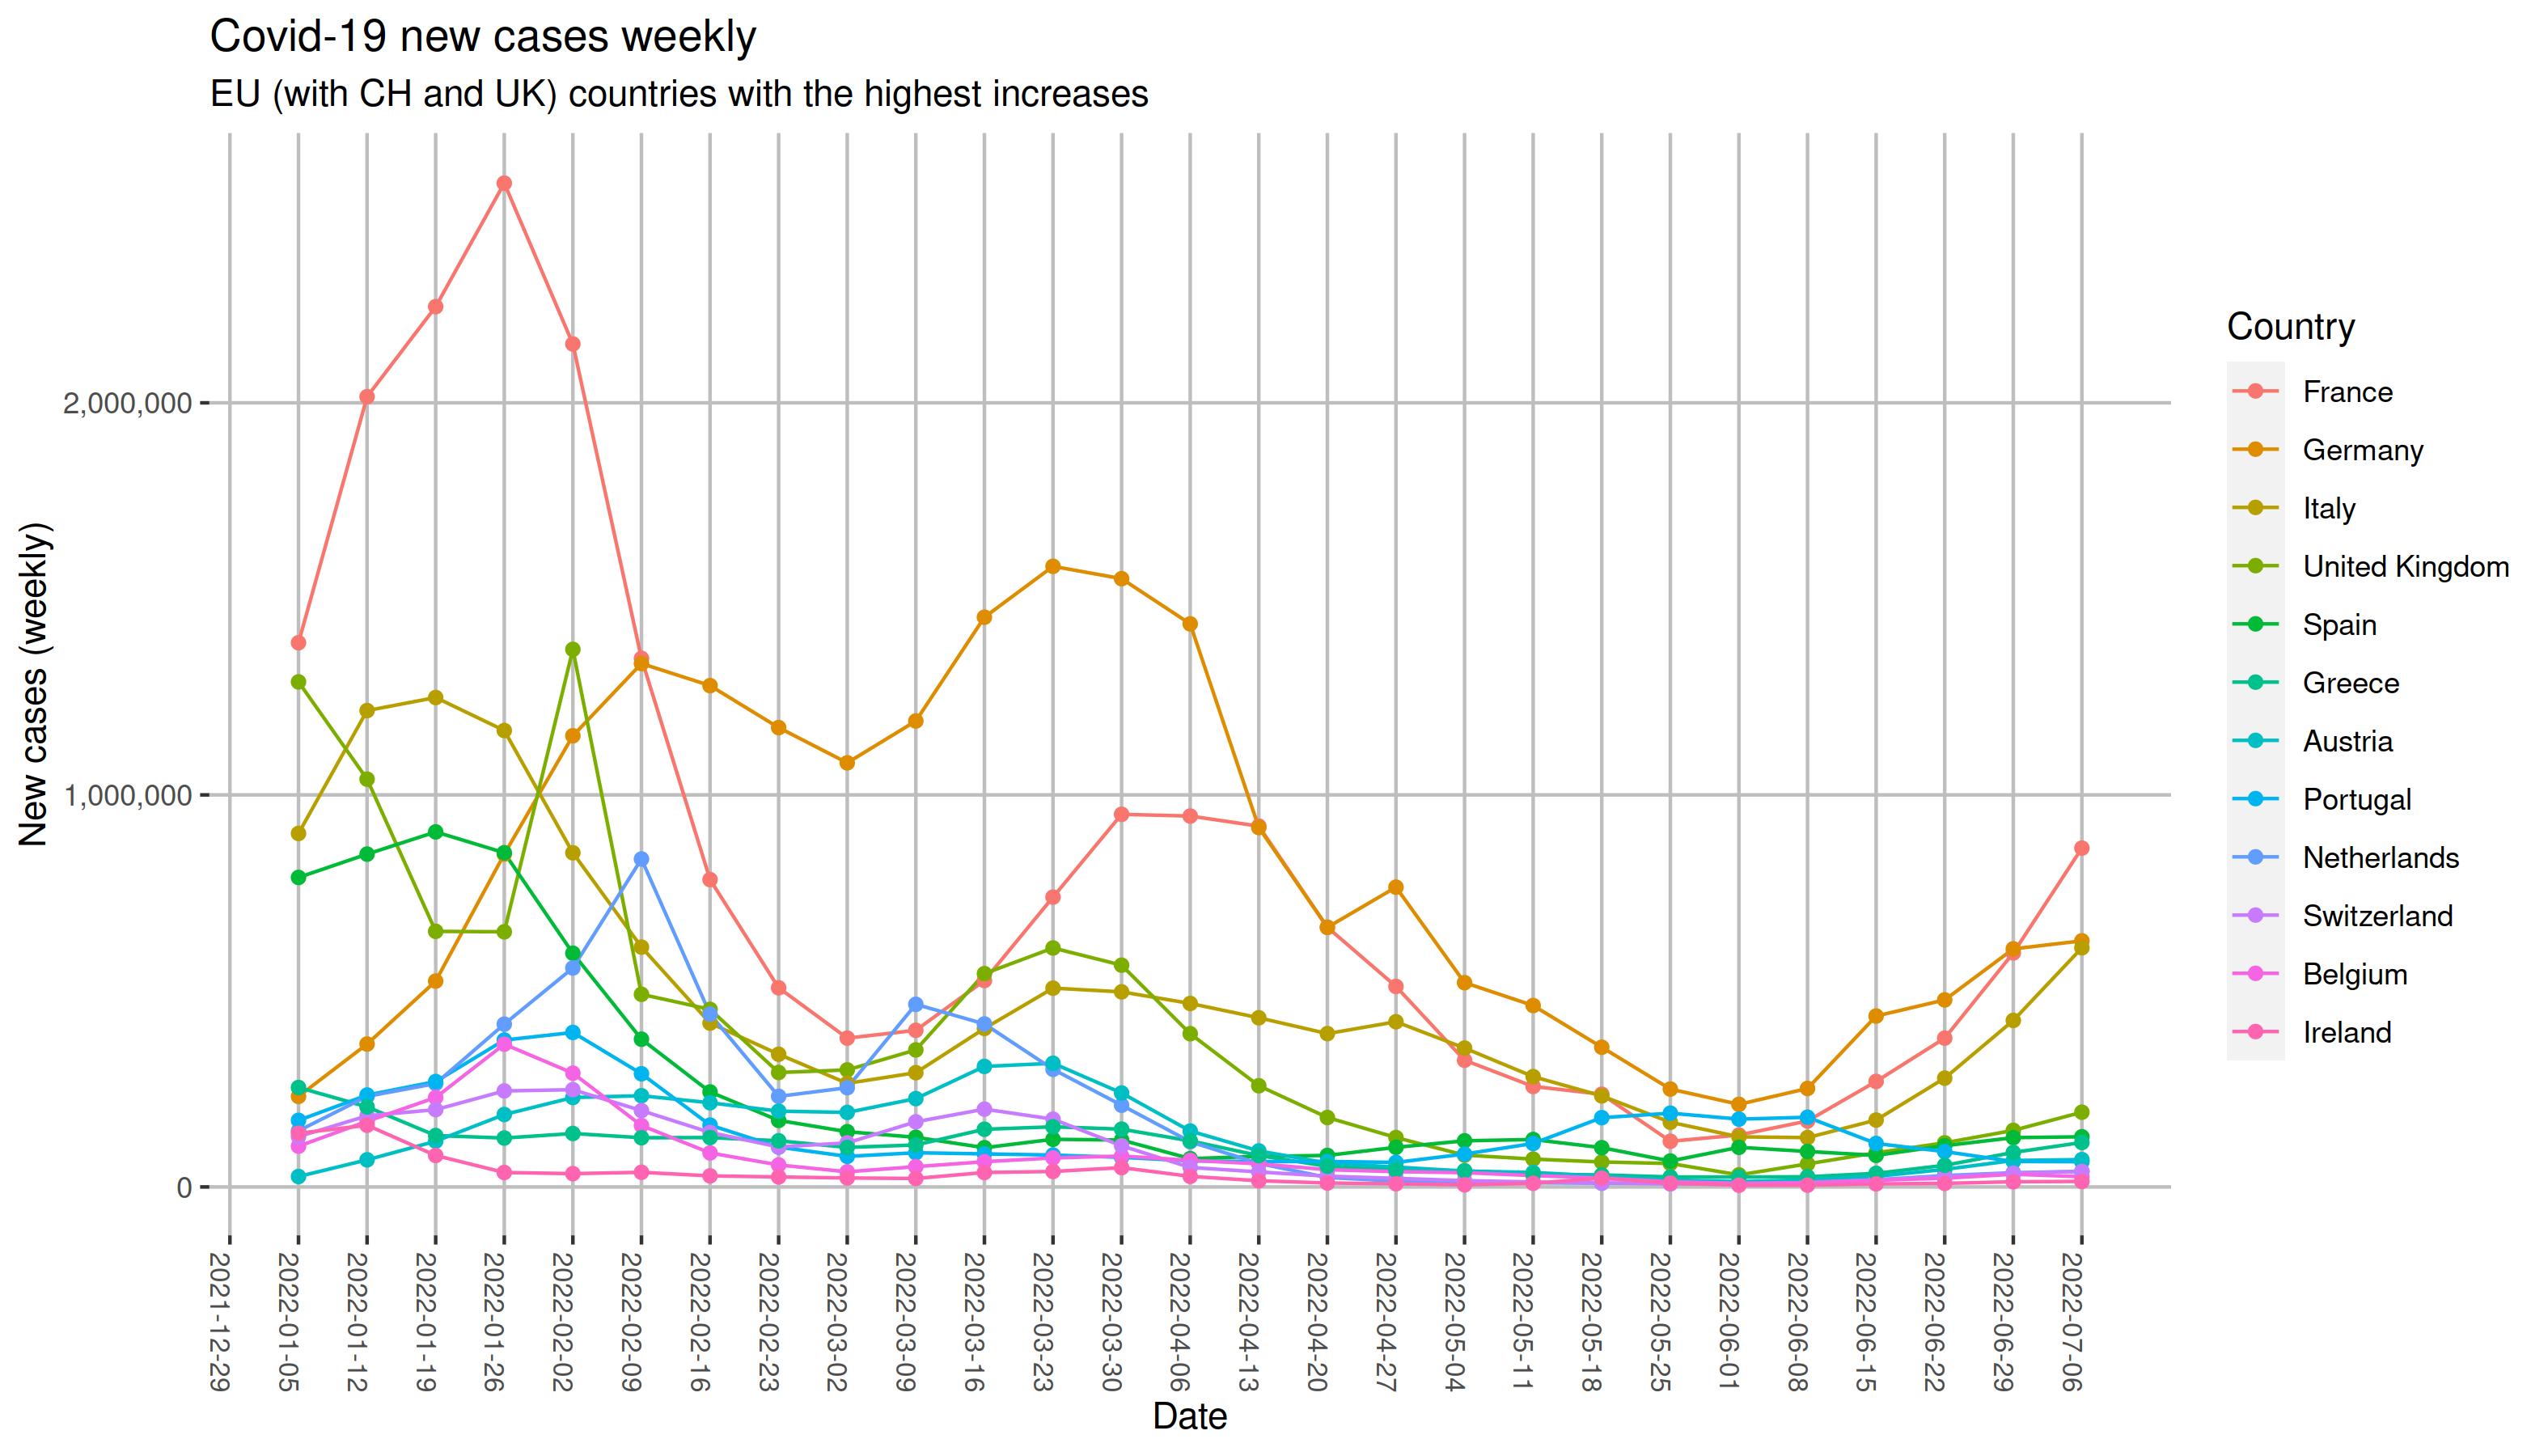 Covid-19 new cases weekly
EU (with CH and UK) countries with the highest increases
New cases (weekly)
2,000,000
1,000,000
0
2021-12-29
2022-01-05
2022-01-12
2022-01-19
2022-01-26
2022-02-02
2022-02-09
2022-02-16
2022-02-23
2022-03-02
2022-03-09
2022-03-16
2022-03-23
2022-03-30
2022-04-06
2022-04-13
2022-04-20
2022-04-27
2022-05-04
2022-05-11
2022-05-18
2022-05-25
2022-06-01
2022-06-08
2022-06-15
2022-06-22
2022-06-29
2022-07-06
Date
Country
France
Germany
Italy
United Kingdom
Spain
Greece
Austria
Portugal
Netherlands
Switzerland
Belgium
Ireland